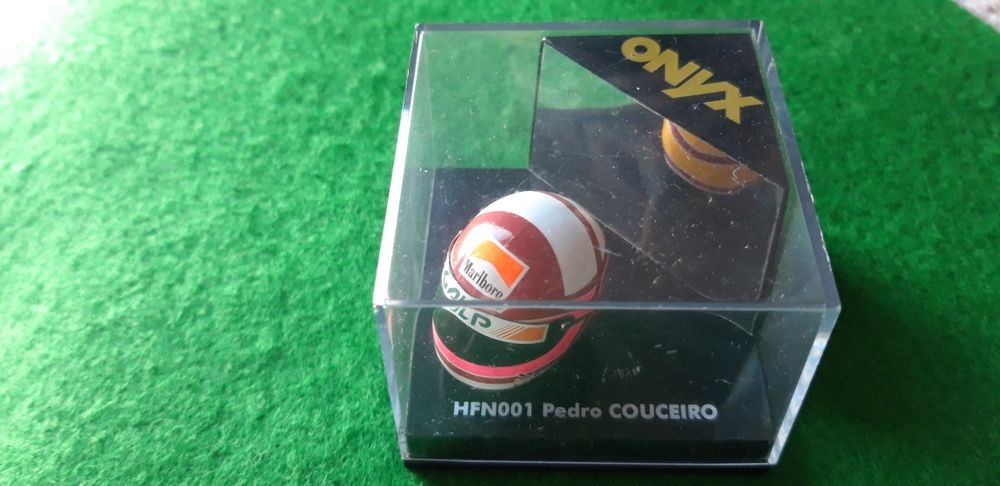 ONYX
Marlboro
GALP
HFN001 Pedro COUCEIRO